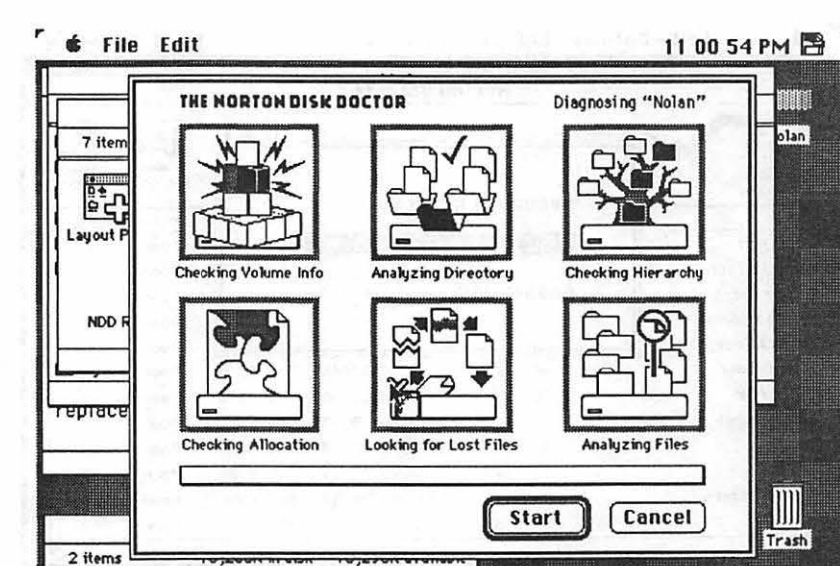 File Edit 11 00 54 PM
THE NORTON DISK DOCTOR Diagnosing “Nolan”
7 item
olan
Layout P
Checking Volume Info Analyzing Directory Checking Hierarchy
NDD R
replace
Checking Allocation Looking for Lost Files Analyzing Files
Start Cancel
Trash
2 items